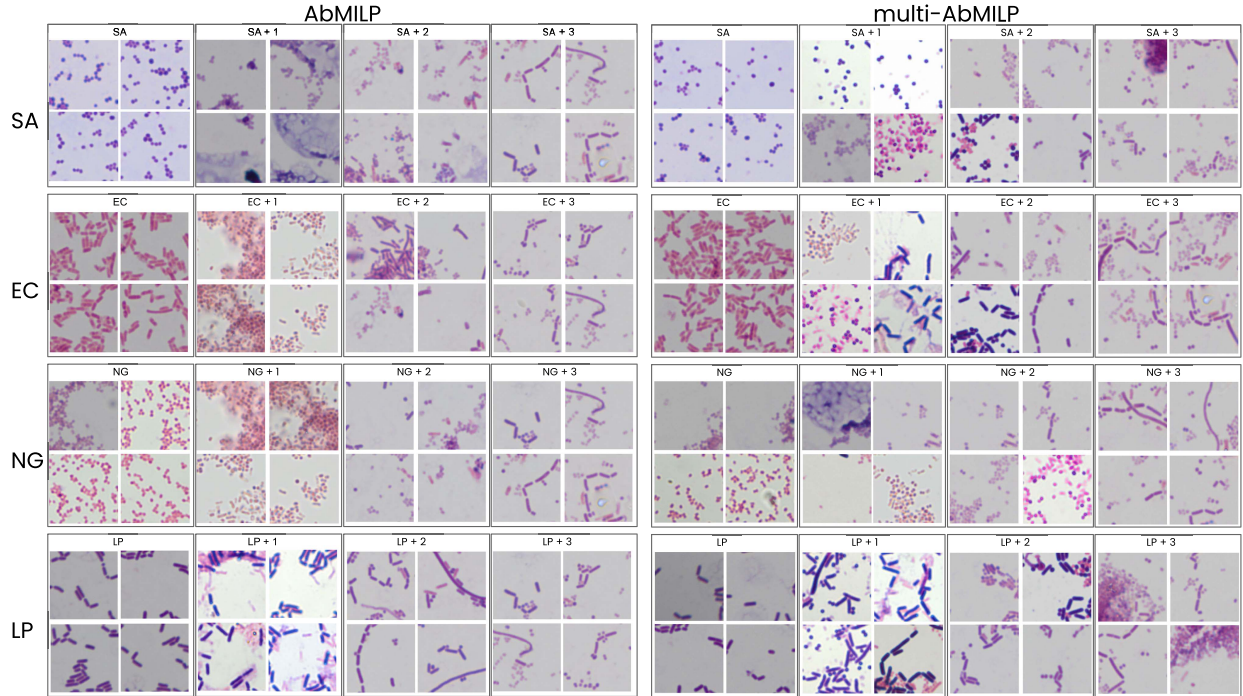 AbMILP multi-AbMILP
SA SA + 1 SA + 2 SA + 3 SA SA + 1 SA + 2 SA + 3
SA
EC EC + 1 EC + 2 EC + 3 EC EC + 1 EC + 2 EC + 3
EC
NG NG + 1 NG + 2 NG + 3 NG NG + 1 NG + 2 NG + 3
NG
LP LP + 1 LP + 2 LP + 3 LP LP + 1 LP + 2 LP + 3
LP